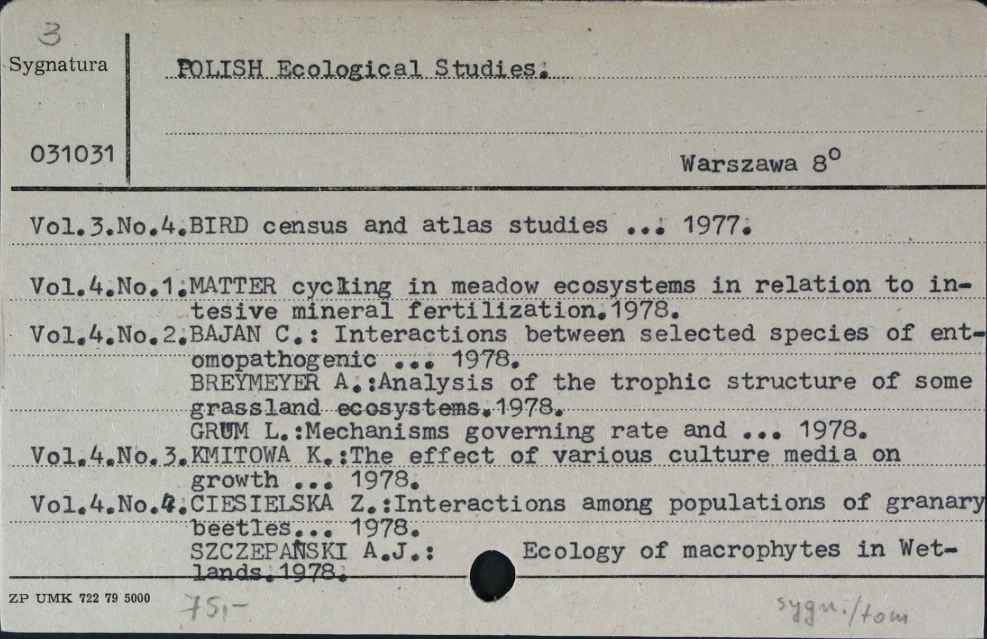 3
Sygnatura
POLISH Ecological Studies.
031031
Warszawa 8º
Vol.3.No.4.BIRD census and atlas studies ... 1977.
Vol.4.No.1.MATTER cycling in meadow ecosystems in relation to in-
tesive mineral fertilization.1978.
Vol.4.No.2.BAJAN C.: Interactions between selected species of ent-
omopathogenic ... 1978.
BREYMEYER A.:Analysis of the trophic structure of some
grassland ecosystems.1978.
GRUM L.:Mechanisms governing rate and ... 1978.
Vol.4.No.3.KMITOWA K.:The effect of various culture media on
growth ... 1978.
Vol.4.No.4.CIESIELSKA Z.:Interactions among populations of granary
beetles... 1978.
SZCZEPAŃSKI A.J.: Ecology of macrophytes in Wet-
lands.1978.
ZP UMK 722 79 5000
75,-
sygn./tom